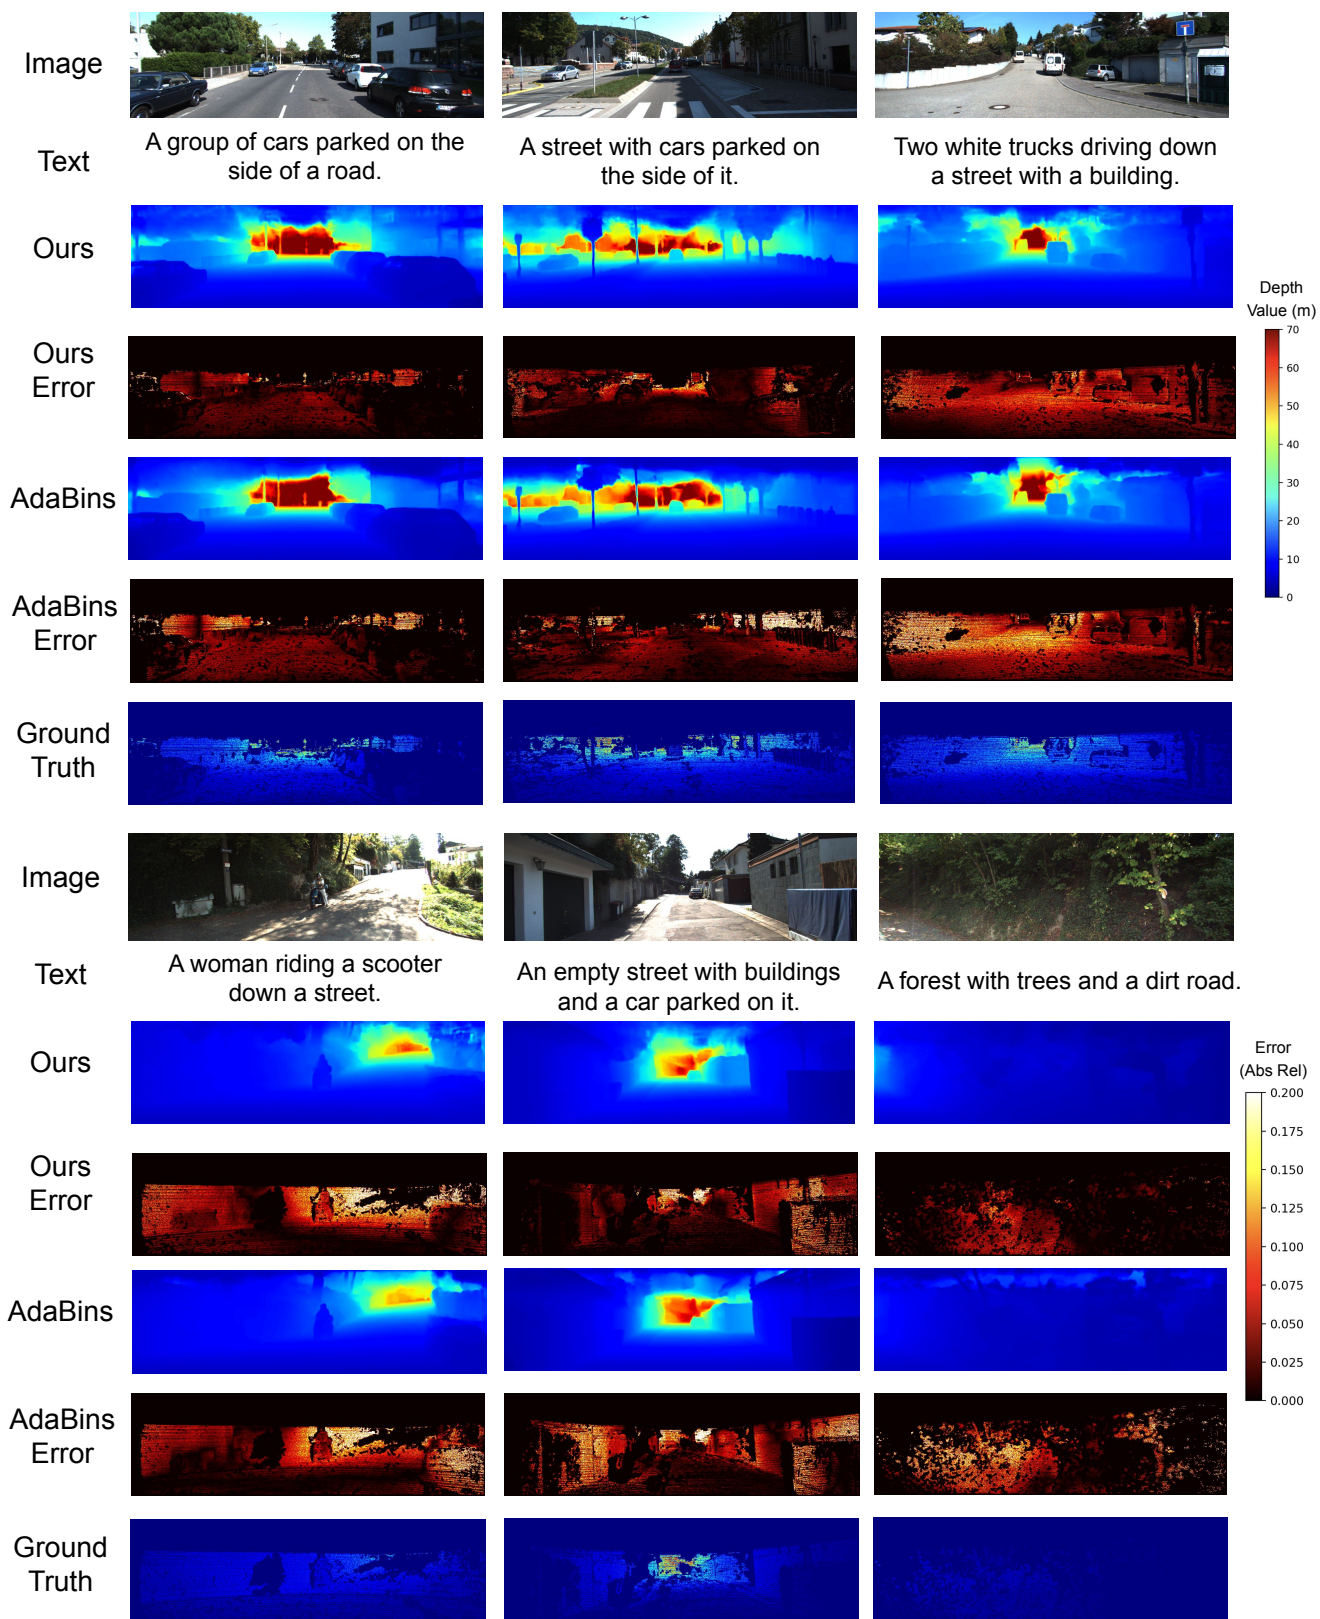 Image
Text
A group of cars parked on the
side of a road.
A street with cars parked on
the side of it.
Two white trucks driving down
a street with a building.
Ours
Depth
Value (m)
70
60
50
40
30
20
10
0
Ours
Error
AdaBins
AdaBins
Error
Ground
Truth
Image
Text
A woman riding a scooter
down a street.
An empty street with buildings
and a car parked on it.
A forest with trees and a dirt road.
Ours
Error
(Abs Rel)
0.200
0.175
0.150
0.125
0.100
0.075
0.050
0.025
0.000
Ours
Error
AdaBins
AdaBins
Error
Ground
Truth